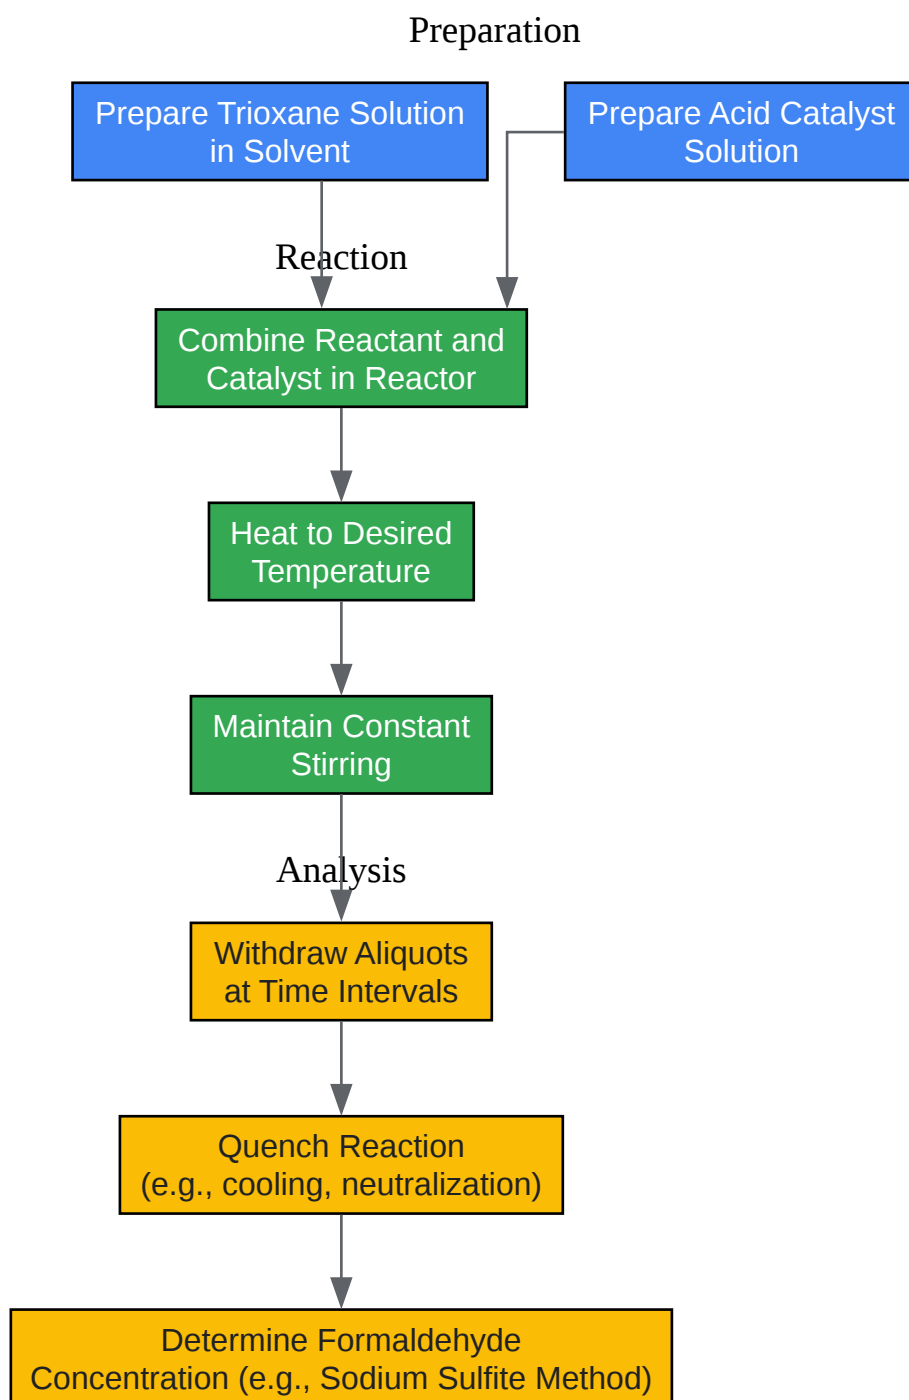 Preparation
Prepare Trioxane Solution
in Solvent
Prepare Acid Catalyst
Solution
Reaction
Combine Reactant and
Catalyst in Reactor
Heat to Desired
Temperature
Maintain Constant
Stirring
Analysis
Withdraw Aliquots
at Time Intervals
Quench Reaction
(e.g., cooling, neutralization)
Determine Formaldehyde
Concentration (e.g., Sodium Sulfite Method)